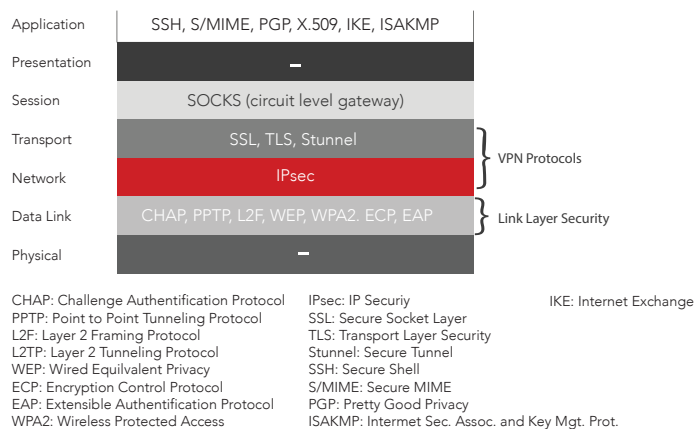 Application SSH, S/MIME, PGP, X.509, IKE, ISAKMP
Presentation -
Session SOCKS (circuit level gateway)
Transport SSL, TLS, Stunnel
VPN Protocols
Network IPsec
Data Link CHAP, PPTP, L2F, WEP, WPA2. ECP, EAP
Link Layer Security
Physical -
CHAP: Challenge Authentification Protocol
PPTP: Point to Point Tunneling Protocol
L2F: Layer 2 Framing Protocol
L2TP: Layer 2 Tunneling Protocol
WEP: Wired Equilvalent Privacy
ECP: Encryption Control Protocol
EAP: Extensible Authentification Protocol
WPA2: Wireless Protected Access
IPsec: IP Securiy
SSL: Secure Socket Layer
TLS: Transport Layer Security
Stunnel: Secure Tunnel
SSH: Secure Shell
S/MIME: Secure MIME
PGP: Pretty Good Privacy
ISAKMP: Internet Sec. Assoc. and Key Mgt. Prot.
IKE: Internet Exchange